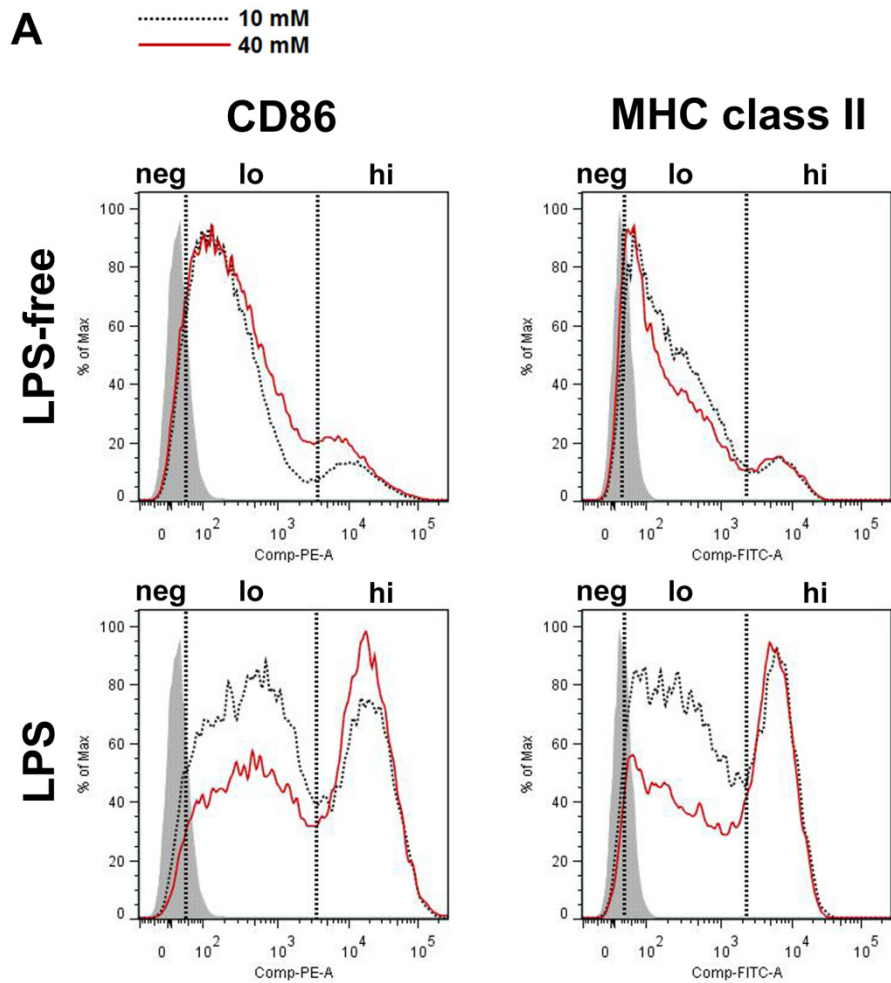 A
10 mM
40 mM
CD86
MHC class II
LPS-free
neg lo hi
100
80
60
40
20
0
% of Max
0 10^2 10^3 10^4 10^5
Comp-PE-A
neg lo hi
100
80
60
40
20
0
% of Max
0 10^2 10^3 10^4 10^5
Comp-FITC-A
LPS
neg lo hi
100
80
60
40
20
0
% of Max
0 10^2 10^3 10^4 10^5
Comp-PE-A
neg lo hi
100
80
60
40
20
0
% of Max
0 10^2 10^3 10^4 10^5
Comp-FITC-A